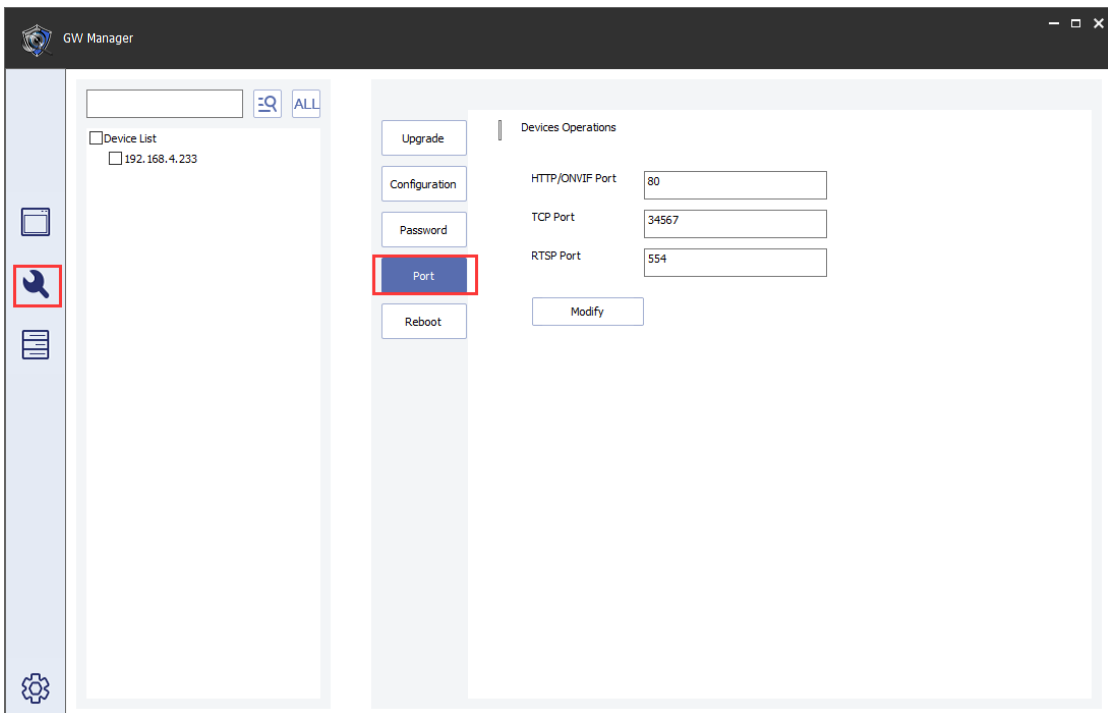 GW Manager
ALL
Device List
192.168.4.233
Upgrade
Configuration
Password
Port
Reboot
Devices Operations
HTTP/ONVIF Port 80
TCP Port 34567
RTSP Port 554
Modify